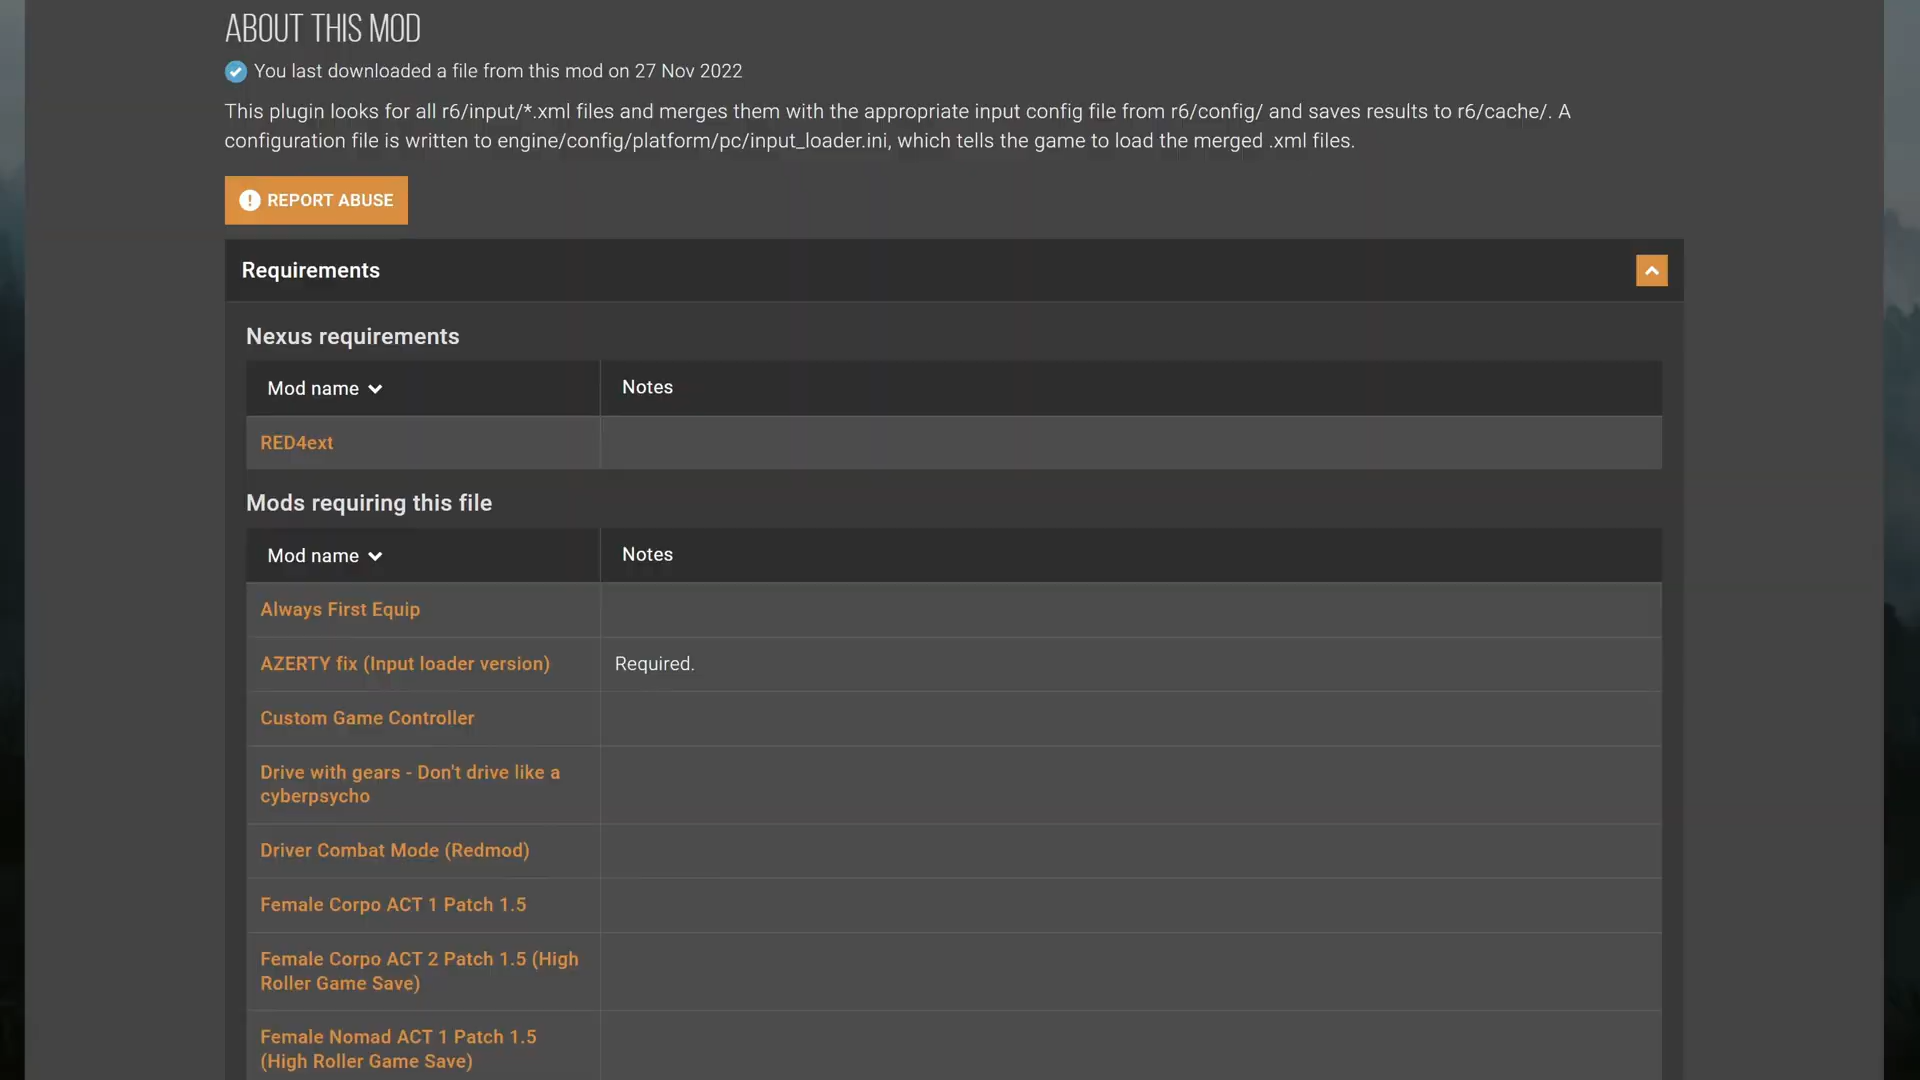 ABOUT THIS MOD
You last downloaded a file from this mod on 27 Nov 2022
This plugin looks for all r6/input/*.xml files and merges them with the appropriate input config file from r6/config/ and saves results to r6/cache/. A
configuration file is written to engine/config/platform/pc/input_loader.ini, which tells the game to load the merged .xml files.
REPORT ABUSE
Requirements
Nexus requirements
Mod name Notes
RED4ext
Mods requiring this file
Mod name Notes
Always First Equip
AZERTY fix (Input loader version) Required.
Custom Game Controller
Drive with gears - Don't drive like a
cyberpsycho
Driver Combat Mode (Redmod)
Female Corpo ACT 1 Patch 1.5
Female Corpo ACT 2 Patch 1.5 (High
Roller Game Save)
Female Nomad ACT 1 Patch 1.5
(High Roller Game Save)